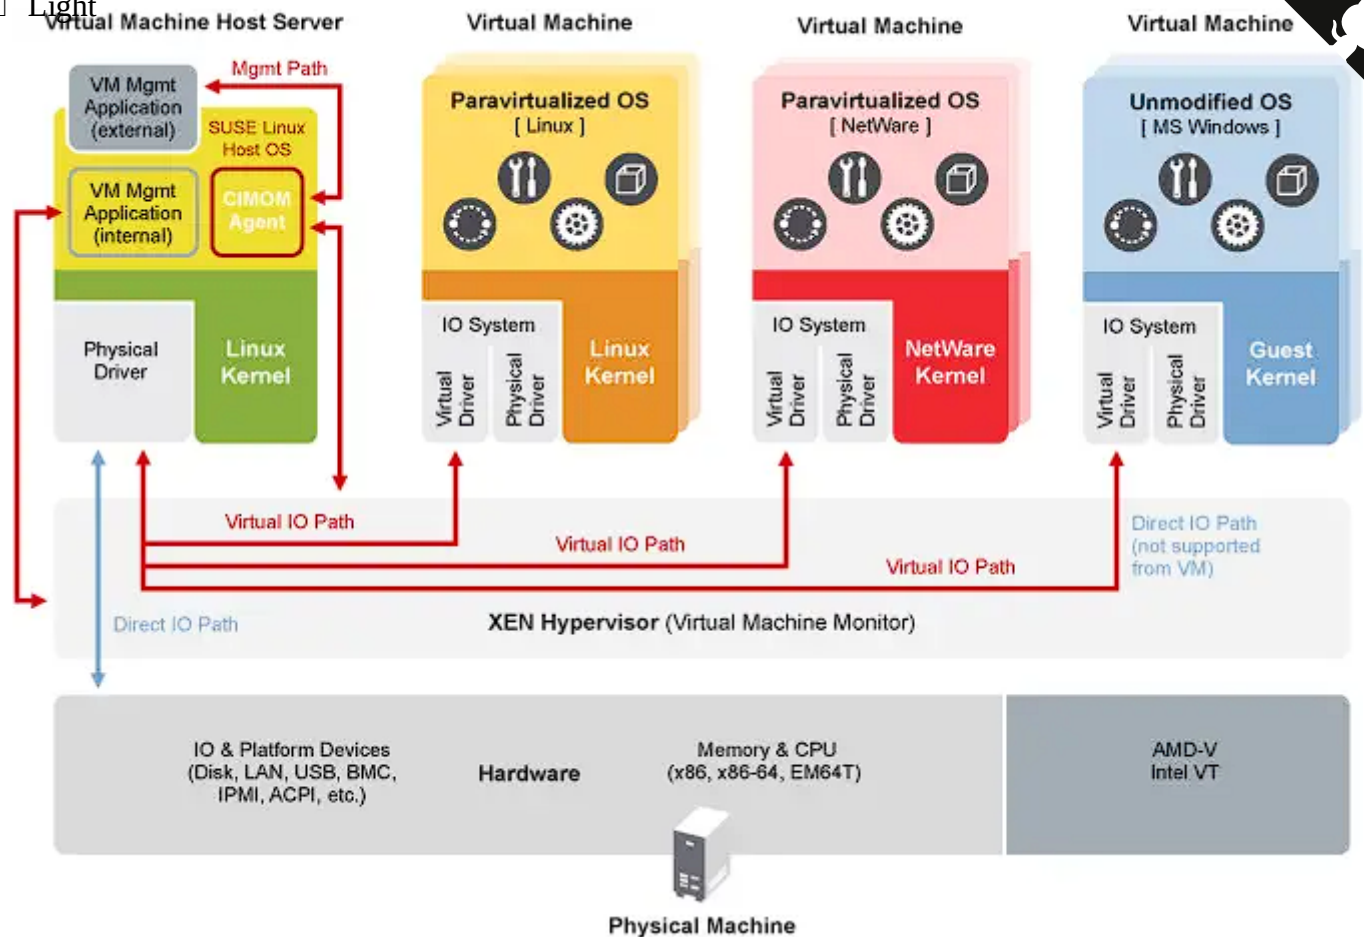 Light
Virtual Machine Host Server
Virtual Machine
Virtual Machine
Virtual Machine
Mgmt Path
VM Mgmt
Application
(external)
SUSE Linux
Host OS
VM Mgmt
Application
(internal)
CIMOM
Agent
Physical
Driver
Linux
Kernel
Paravirtualized OS
[ Linux ]
IO System
Virtual
Driver
Physical
Driver
Linux
Kernel
Paravirtualized OS
[ NetWare ]
IO System
Virtual
Driver
Physical
Driver
NetWare
Kernel
Unmodified OS
[ MS Windows ]
IO System
Virtual
Driver
Physical
Driver
Guest
Kernel
Virtual IO Path
Virtual IO Path
Virtual IO Path
Direct IO Path
(not supported
from VM)
Direct IO Path
XEN Hypervisor (Virtual Machine Monitor)
IO & Platform Devices
(Disk, LAN, USB, BMC,
IPMI, ACPI, etc.)
Hardware
Memory & CPU
(x86, x86-64, EM64T)
AMD-V
Intel VT
Physical Machine